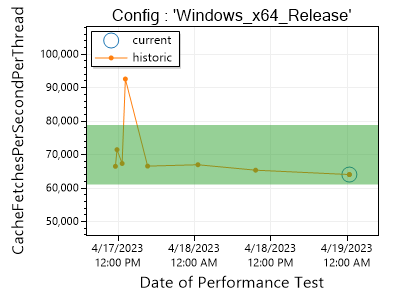 Config : 'Windows_x64_Release'
current
historic
CacheFetchesPerSecondPerThread
100,000
90,000
80,000
70,000
60,000
50,000
4/17/2023 4/18/2023 4/18/2023 4/19/2023
12:00 PM 12:00 AM 12:00 PM 12:00 AM
Date of Performance Test